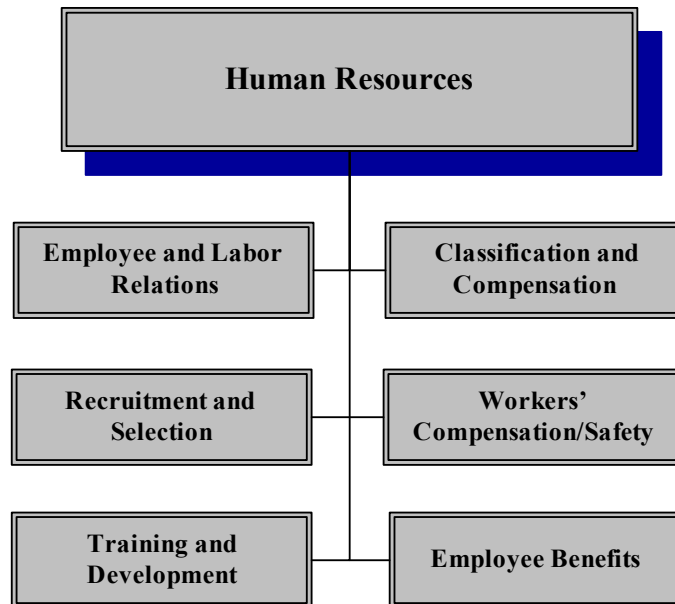 Human Resources
Employee and Labor
Relations
Classification and
Compensation
Recruitment and
Selection
Workers’
Compensation/Safety
Training and
Development
Employee Benefits